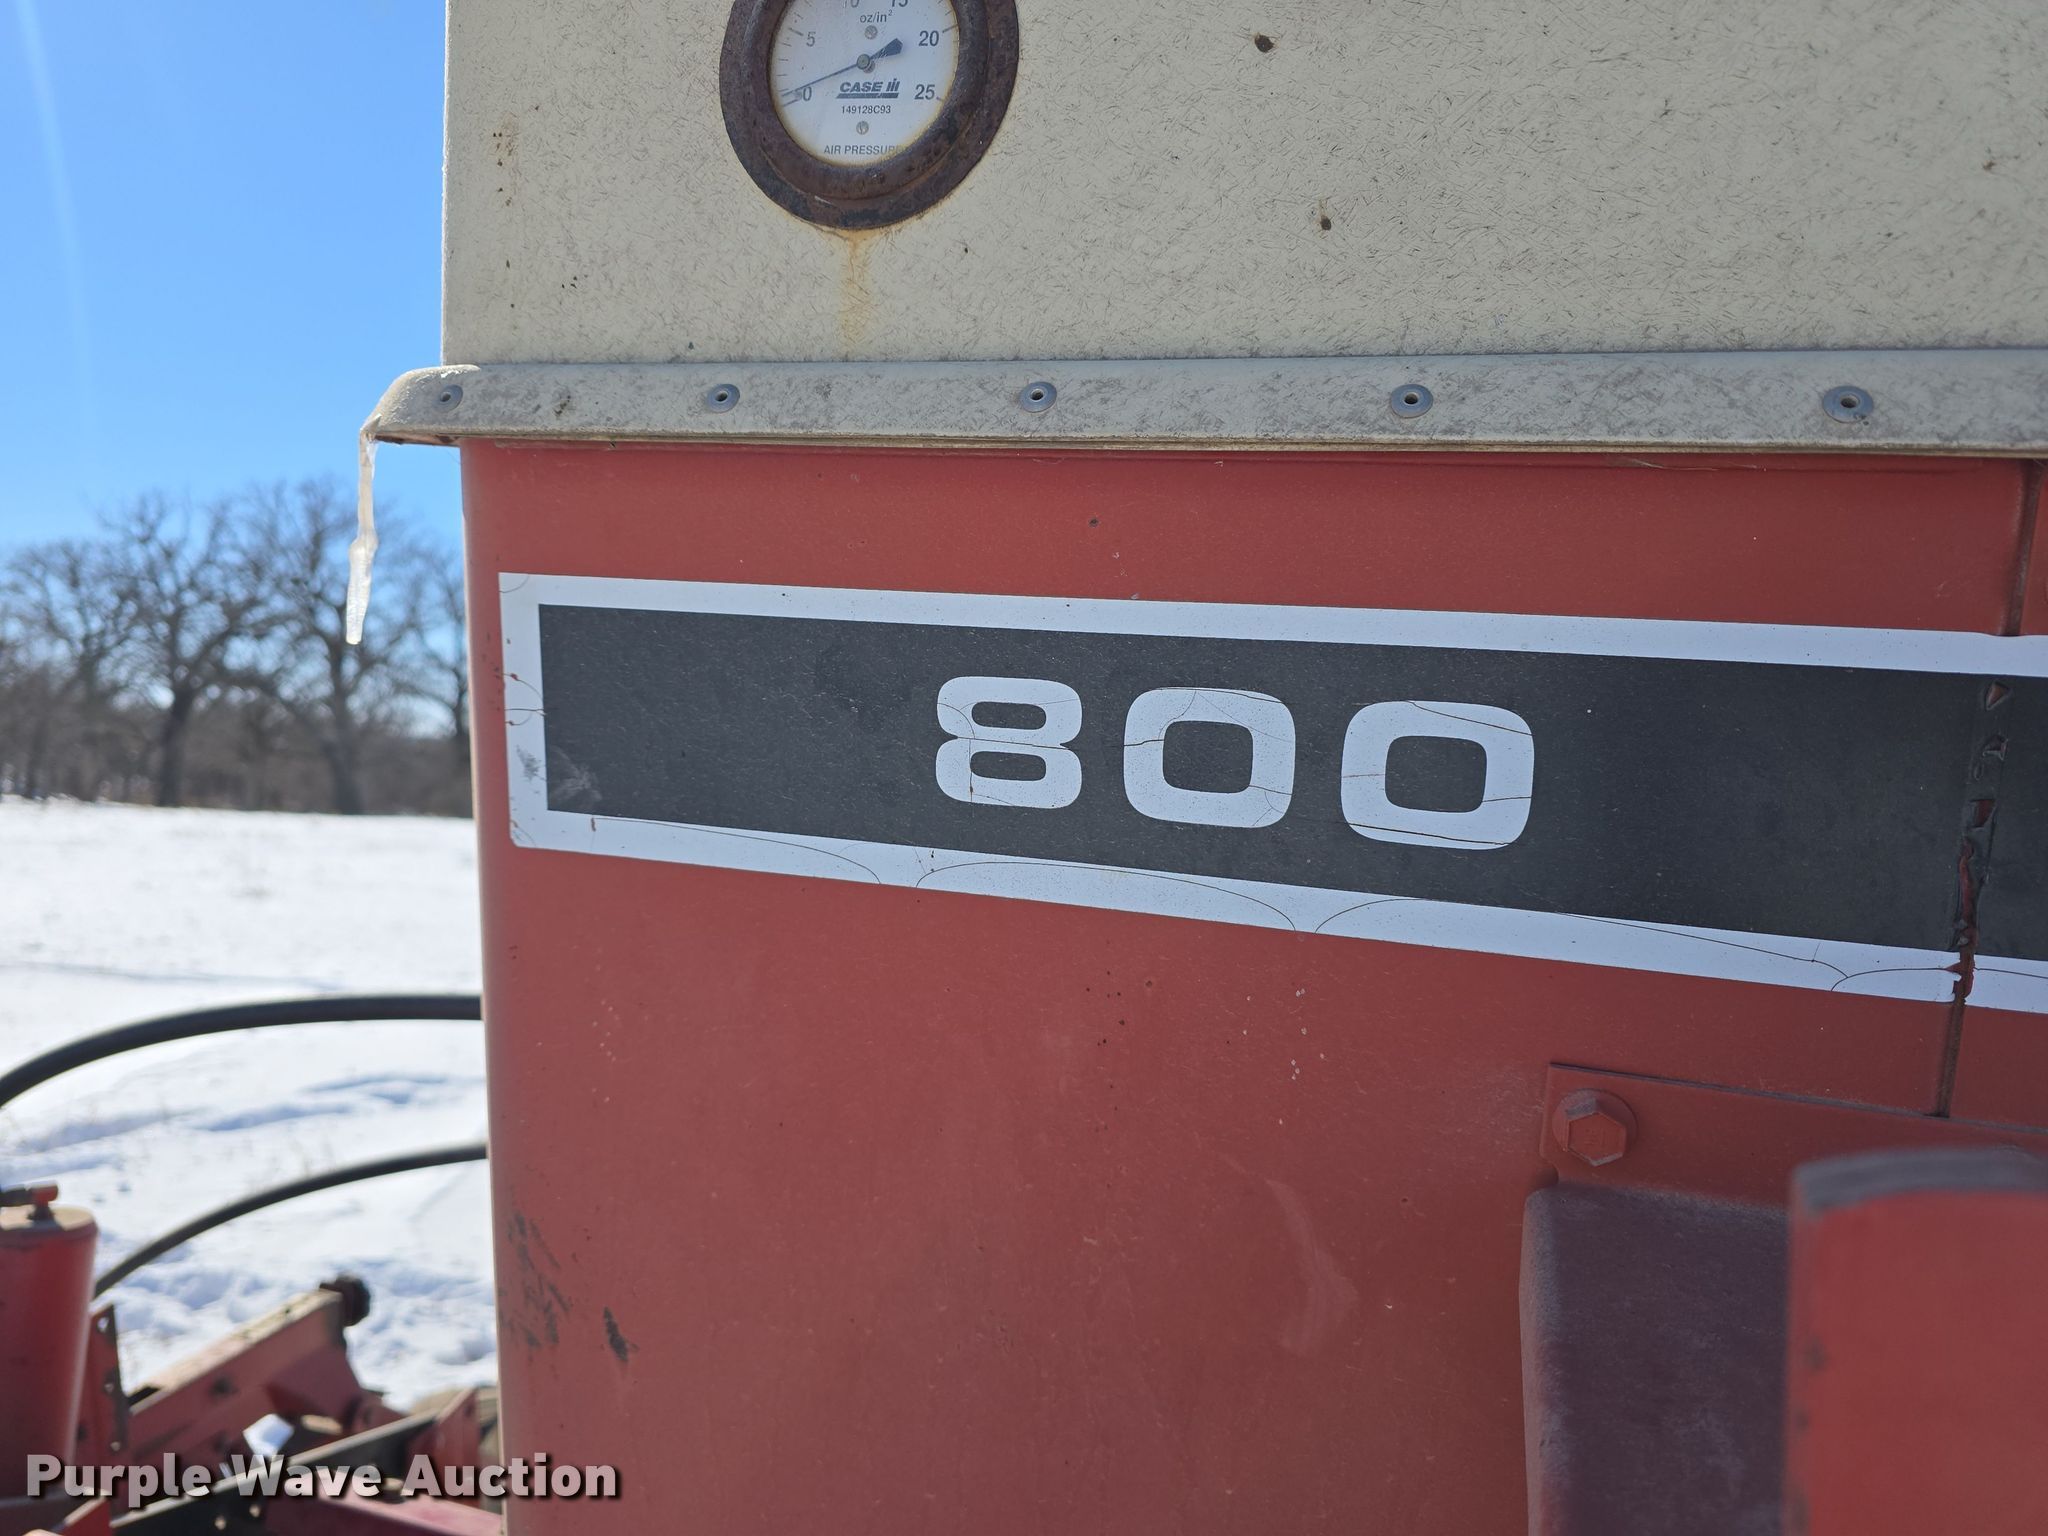 10 15
oz/in²
5 20
0 25
CASE IH
149128C93
AIR PRESSURE
800
Purple Wave Auction